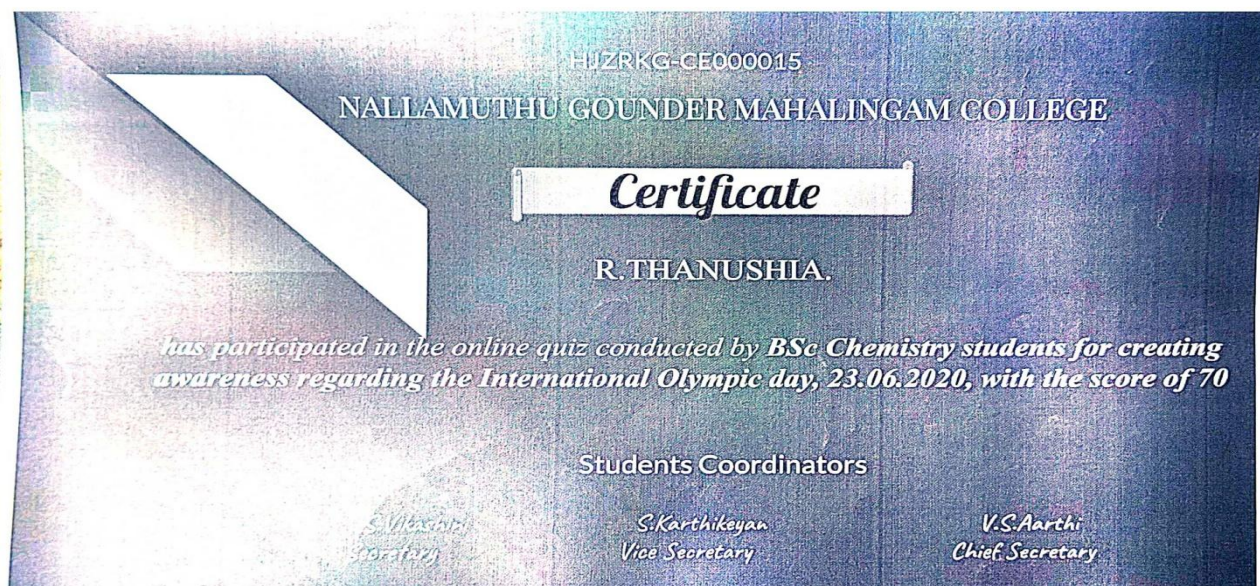 HJZRKG-CE000015
NALLAMUTHU GOUNDER MAHALINGAM COLLEGE
Certificate
R.THANUSHIA.
has participated in the online quiz conducted by BSc Chemistry students for creating
awareness regarding the International Olympic day, 23.06.2020, with the score of 70
Students Coordinators
S.Vikashini S.Karthikeyan V.S.Aarthi
Secretary Vice Secretary Chief Secretary